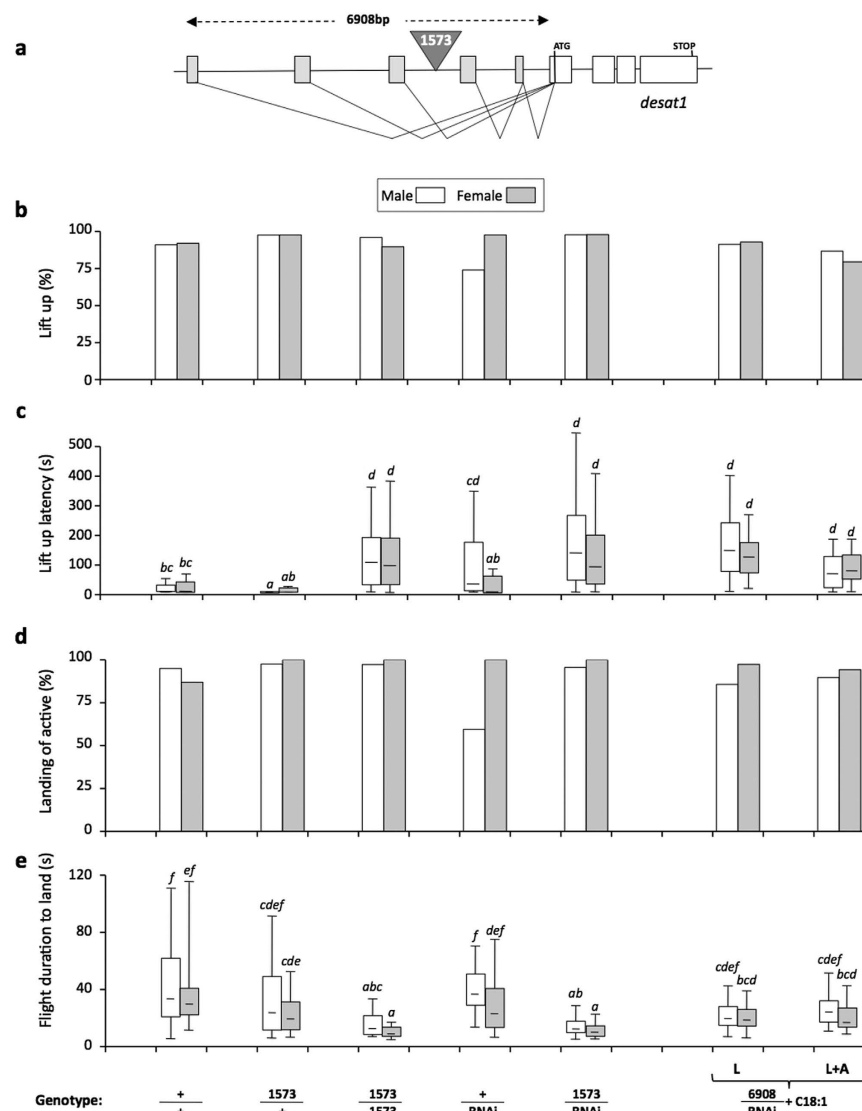 6908bp
a
1573
ATG
STOP
desat1
Male
Female
b
Lift up (%)
100
75
50
25
0
c
Lift up latency (s)
500
400
300
200
100
0
bc bc
a ab
d d
cd ab
d d
d d
d d
d
Landing of active (%)
100
75
50
25
0
e
Flight duration to land (s)
120
80
40
0
f ef
cdef cde
abc a
f def
ab a
cdef bcd
cdef bcd
L
L+A
Genotype:
+
+
1573
+
1573
1573
+
RNAi
1573
RNAi
6908
RNAi
+ C18:1